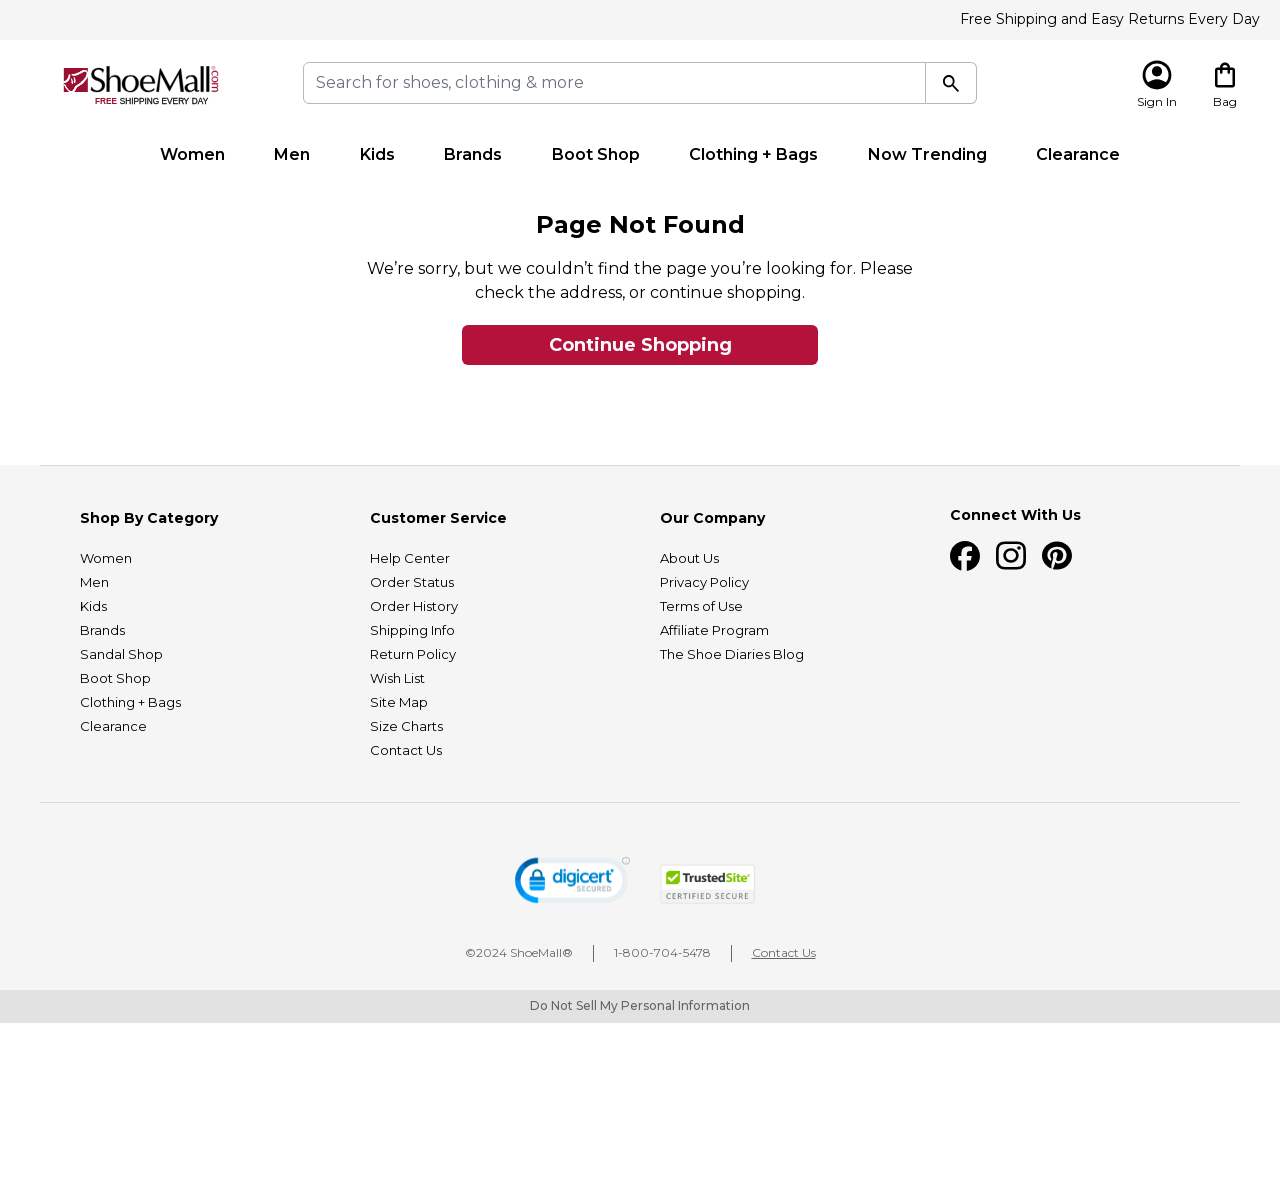 Free Shipping and Easy Returns Every Day
ShoeMall.com®
FREE SHIPPING EVERY DAY
Search for shoes, clothing & more
Sign In
Bag
Women
Men
Kids
Brands
Boot Shop
Clothing + Bags
Now Trending
Clearance
Page Not Found
We’re sorry, but we couldn’t find the page you’re looking for. Please
check the address, or continue shopping.
Continue Shopping
Shop By Category
Women
Men
Kids
Brands
Sandal Shop
Boot Shop
Clothing + Bags
Clearance
Customer Service
Help Center
Order Status
Order History
Shipping Info
Return Policy
Wish List
Site Map
Size Charts
Contact Us
Our Company
About Us
Privacy Policy
Terms of Use
Affiliate Program
The Shoe Diaries Blog
Connect With Us
digicert
SECURED
TrustedSite
CERTIFIED SECURE
©2024 ShoeMall®
1-800-704-5478
Contact Us
Do Not Sell My Personal Information